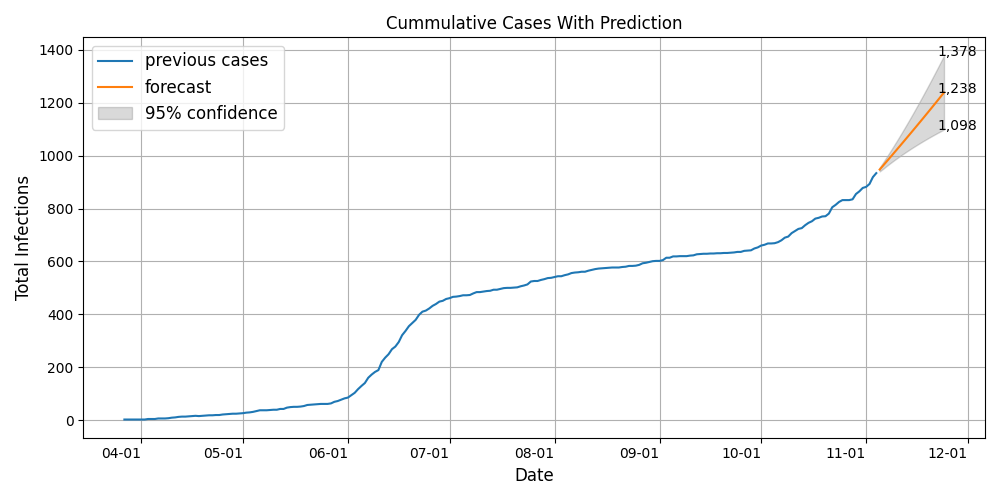 Cummulative Cases With Prediction
previous cases
forecast
95% confidence
1,378
1,238
1,098
1400
1200
1000
800
600
400
200
0
Total Infections
04-01 05-01 06-01 07-01 08-01 09-01 10-01 11-01 12-01
Date